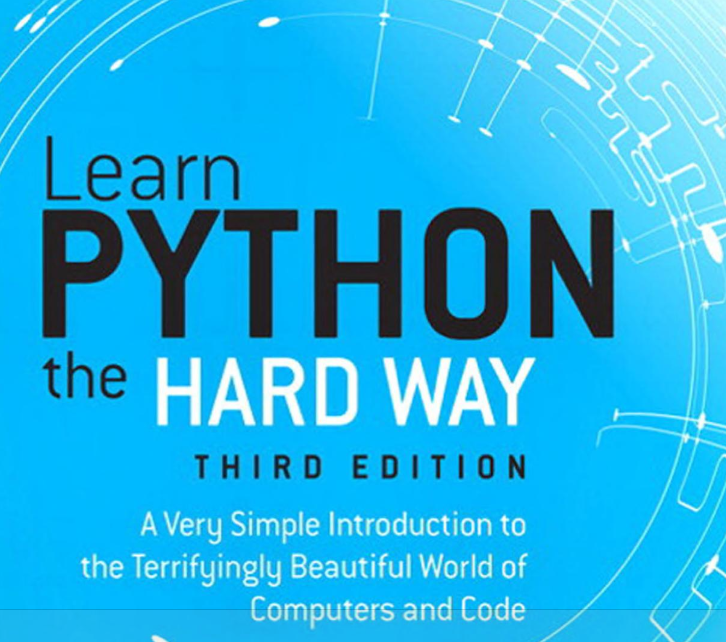 Learn
PYTHON
the HARD WAY
THIRD EDITION
A Very Simple Introduction to
the Terrifyingly Beautiful World of
Computers and Code